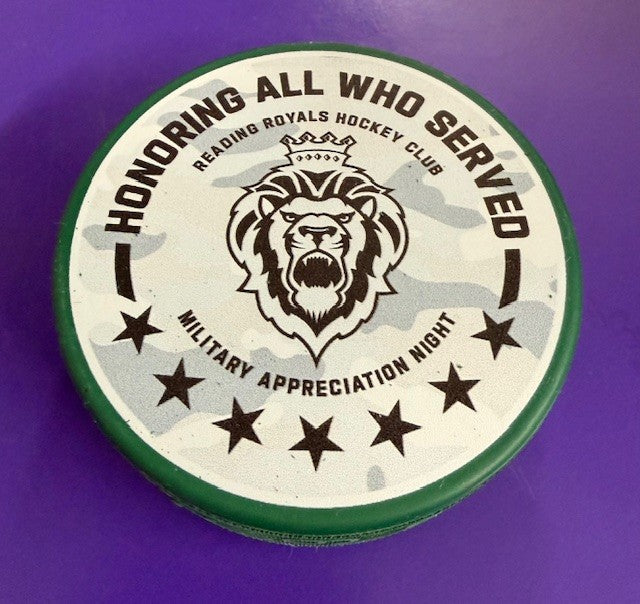 HONORING ALL WHO SERVED
READING ROYALS HOCKEY CLUB
MILITARY APPRECIATION NIGHT